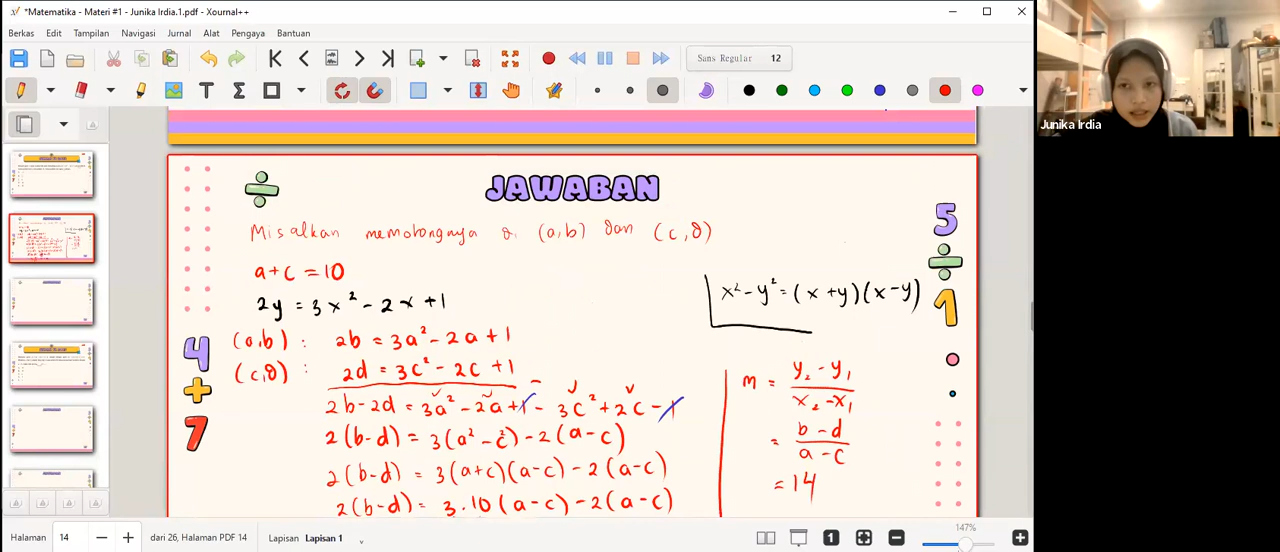 *Matematika - Materi #1 - Junika Irdia.1.pdf - Xournal++
Berkas Edit Tampilan Navigasi Jurnal Alat Pengaya Bantuan
Sans Regular 12
Junika Irdia
JAWABAN
Misalkan memotongnya di (a,b) dan (c,d)
a+c = 10
2y = 3x² - 2x +1
x² - y² = (x+y)(x-y)
(a,b) : 2b = 3a² - 2a + 1
(c,d) : 2d = 3c² - 2c + 1
2b - 2d = 3a² - 2a + 1 - 3c² + 2c - 1
2(b-d) = 3(a² - c²) - 2(a-c)
2(b-d) = 3(a+c)(a-c) - 2(a-c)
2(b-d) = 3.10(a-c) - 2(a-c)
m = y₂ - y₁ / x₂ - x₁
= b - d / a - c
= 14
4 + 7
5 ÷ 1
Halaman 14 dari 26, Halaman PDF 14 Lapisan Lapisan 1
147%